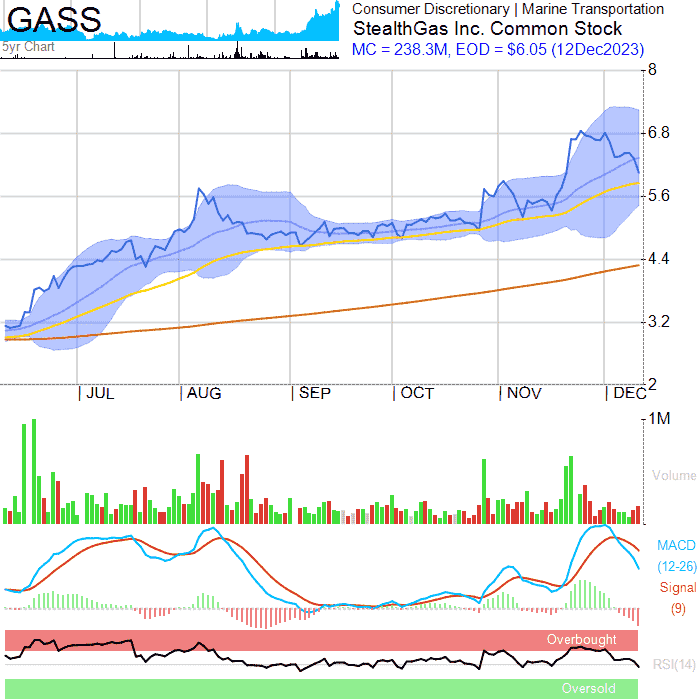 GASS
5yr Chart
Consumer Discretionary | Marine Transportation
StealthGas Inc. Common Stock
MC = 238.3M, EOD = $6.05 (12Dec2023)
8
6.8
5.6
4.4
3.2
2
JUL
AUG
SEP
OCT
NOV
DEC
1M
Volume
MACD
(12-26)
Signal
(9)
Overbought
RSI(14)
Oversold